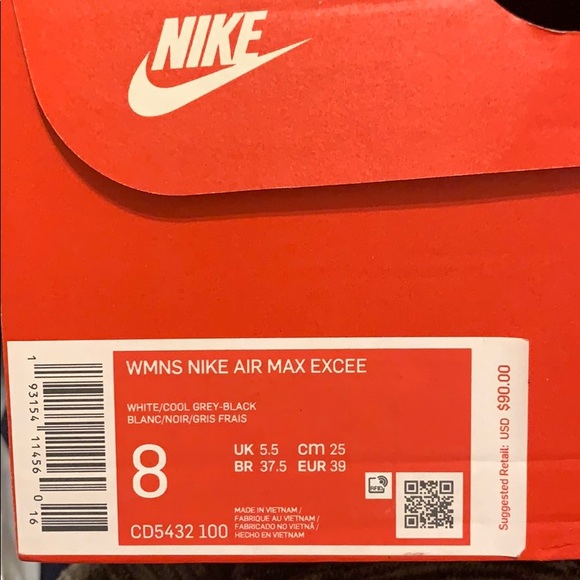 NIKE
WMNS NIKE AIR MAX EXCEE
WHITE/COOL GREY-BLACK
BLANC/NOIR/GRIS FRAIS
8
UK 5.5 cm 25
BR 37.5 EUR 39
CD5432 100
MADE IN VIETNAM /
FABRIQUE AU VIETNAM /
FABRICADO NO VIETNÃ /
HECHO EN VIETNAM
RFID
1 93154 11456 0 16
Suggested Retail: USD $90.00